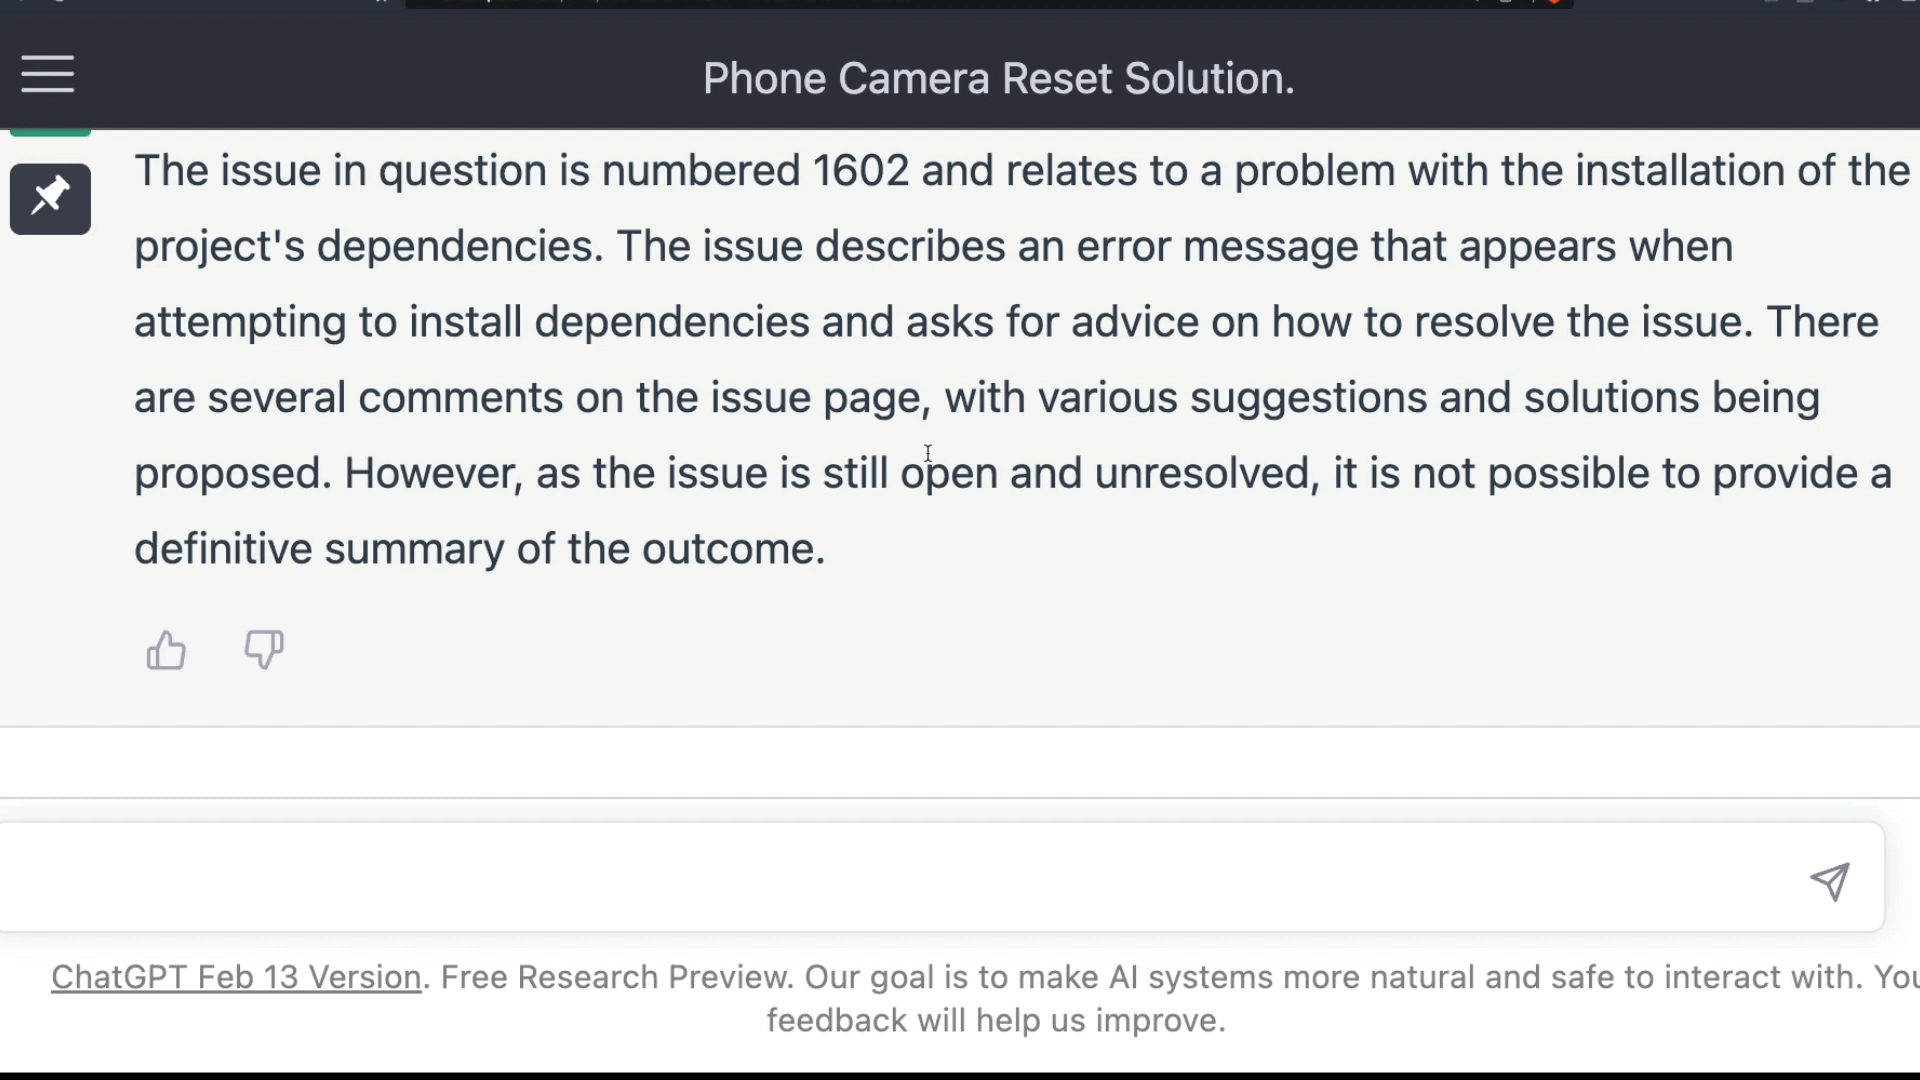 Phone Camera Reset Solution.
The issue in question is numbered 1602 and relates to a problem with the installation of the
project's dependencies. The issue describes an error message that appears when
attempting to install dependencies and asks for advice on how to resolve the issue. There
are several comments on the issue page, with various suggestions and solutions being
proposed. However, as the issue is still open and unresolved, it is not possible to provide a
definitive summary of the outcome.
ChatGPT Feb 13 Version. Free Research Preview. Our goal is to make AI systems more natural and safe to interact with. You
feedback will help us improve.